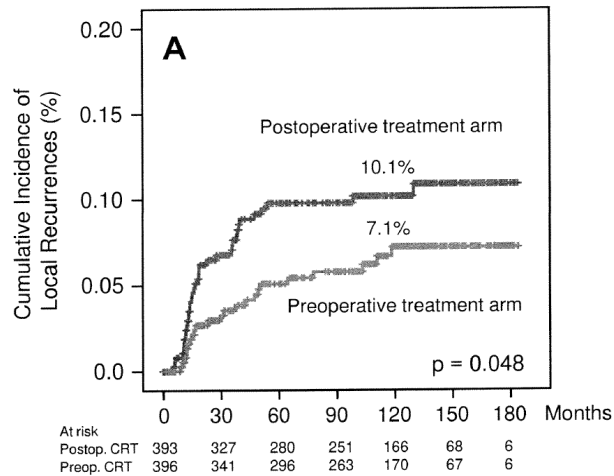 A
Cumulative Incidence of
Local Recurrences (%)
0.20
0.15
0.10
0.05
0.0
Postoperative treatment arm
10.1%
7.1%
Preoperative treatment arm
p = 0.048
0 30 60 90 120 150 180 Months
At risk
Postop. CRT 393 327 280 251 166 68 6
Preop. CRT 396 341 296 263 170 67 6